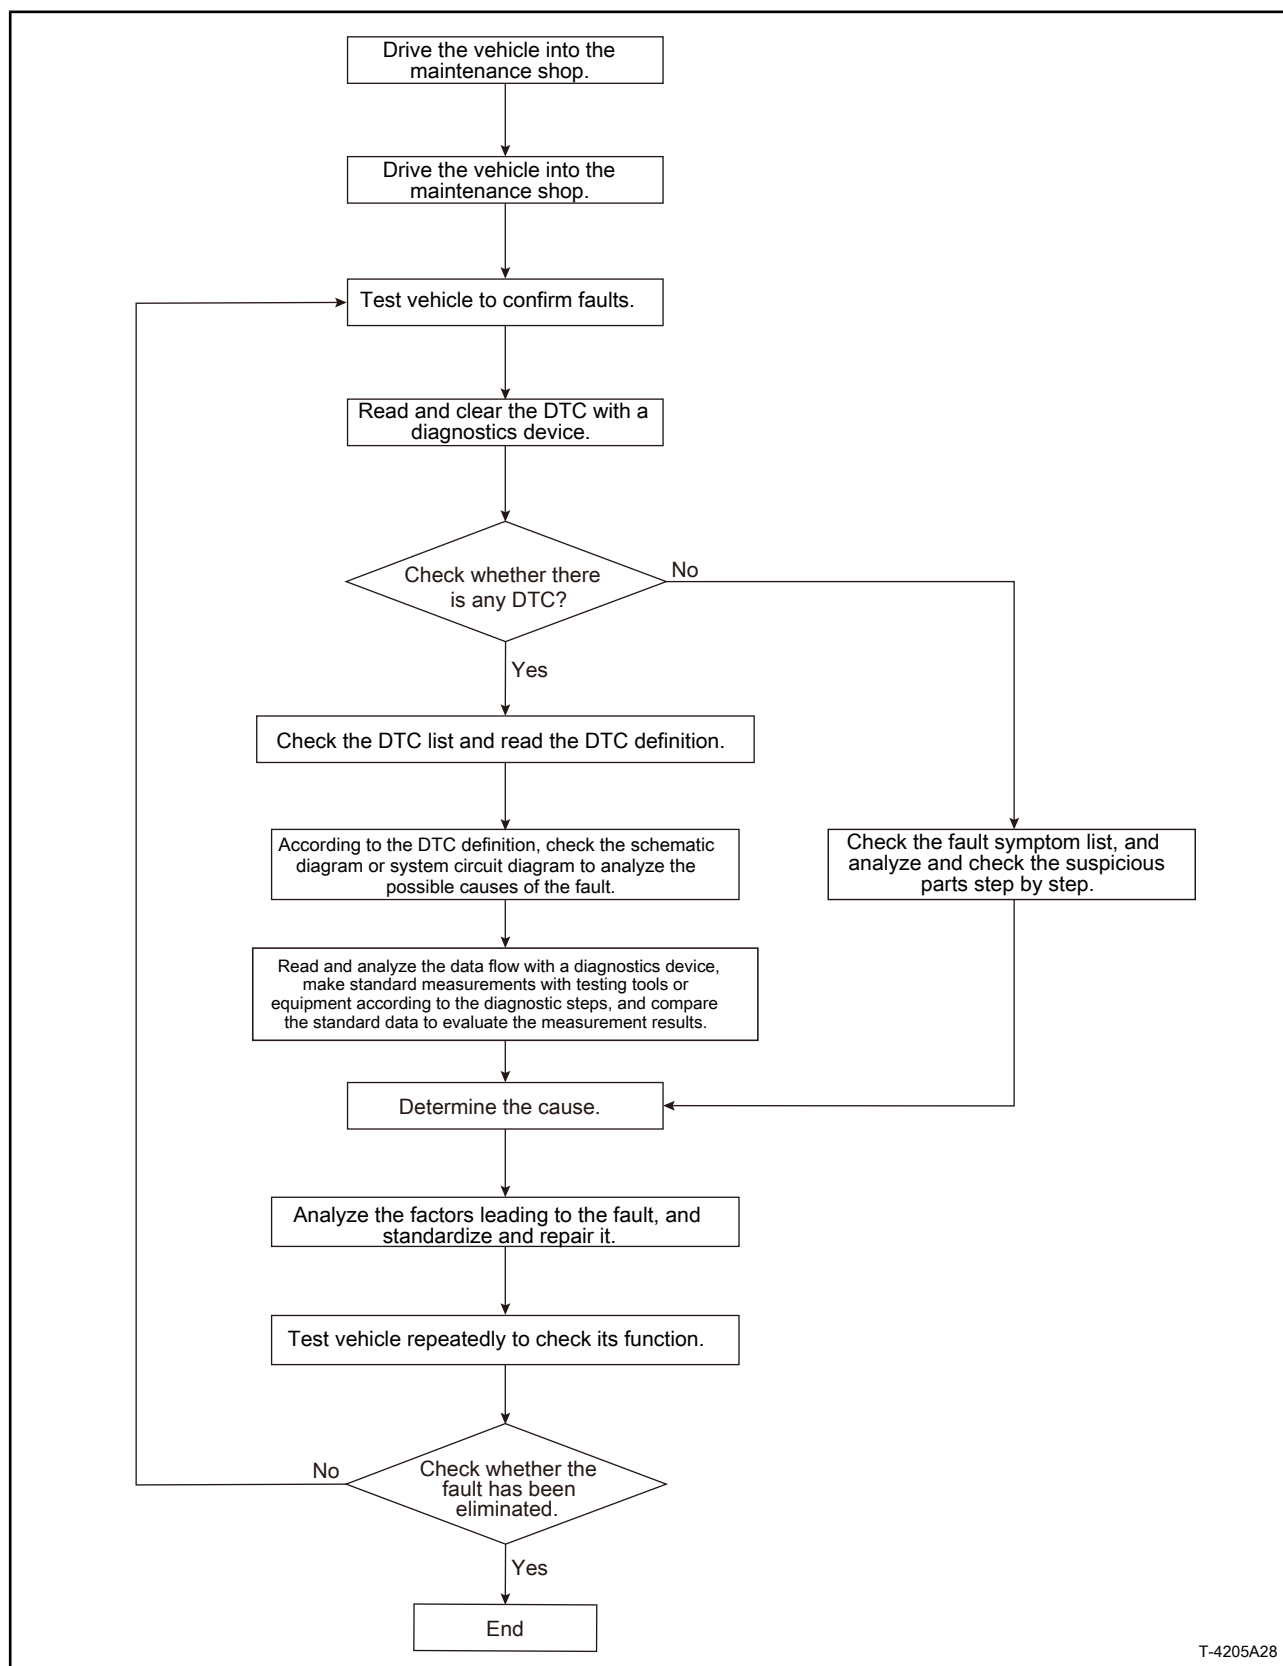 Drive the vehicle into the
maintenance shop.
Drive the vehicle into the
maintenance shop.
Test vehicle to confirm faults.
Read and clear the DTC with a
diagnostics device.
Check whether there
is any DTC?
No
Yes
Check the DTC list and read the DTC definition.
According to the DTC definition, check the schematic
diagram or system circuit diagram to analyze the
possible causes of the fault.
Check the fault symptom list, and
analyze and check the suspicious
parts step by step.
Read and analyze the data flow with a diagnostics device,
make standard measurements with testing tools or
equipment according to the diagnostic steps, and compare
the standard data to evaluate the measurement results.
Determine the cause.
Analyze the factors leading to the fault, and
standardize and repair it.
Test vehicle repeatedly to check its function.
No
Check whether the
fault has been
eliminated.
Yes
End
T-4205A28